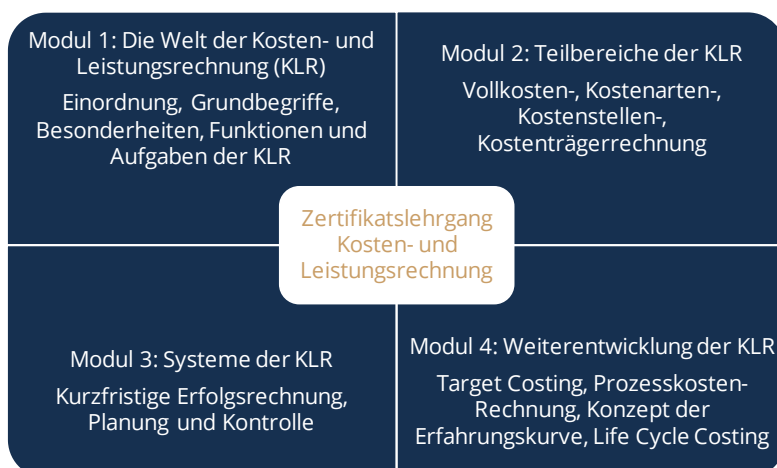 Modul 1: Die Welt der Kosten- und
Leistungsrechnung (KLR)
Einordnung, Grundbegriffe,
Besonderheiten, Funktionen und
Aufgaben der KLR
Modul 2: Teilbereiche der KLR
Vollkosten-, Kostenarten-,
Kostenstellen-,
Kostenträgerrechnung
Zertifikatslehrgang
Kosten- und
Leistungsrechnung
Modul 3: Systeme der KLR
Kurzfristige Erfolgsrechnung,
Planung und Kontrolle
Modul 4: Weiterentwicklung der KLR
Target Costing, Prozesskosten-
Rechnung, Konzept der
Erfahrungskurve, Life Cycle Costing